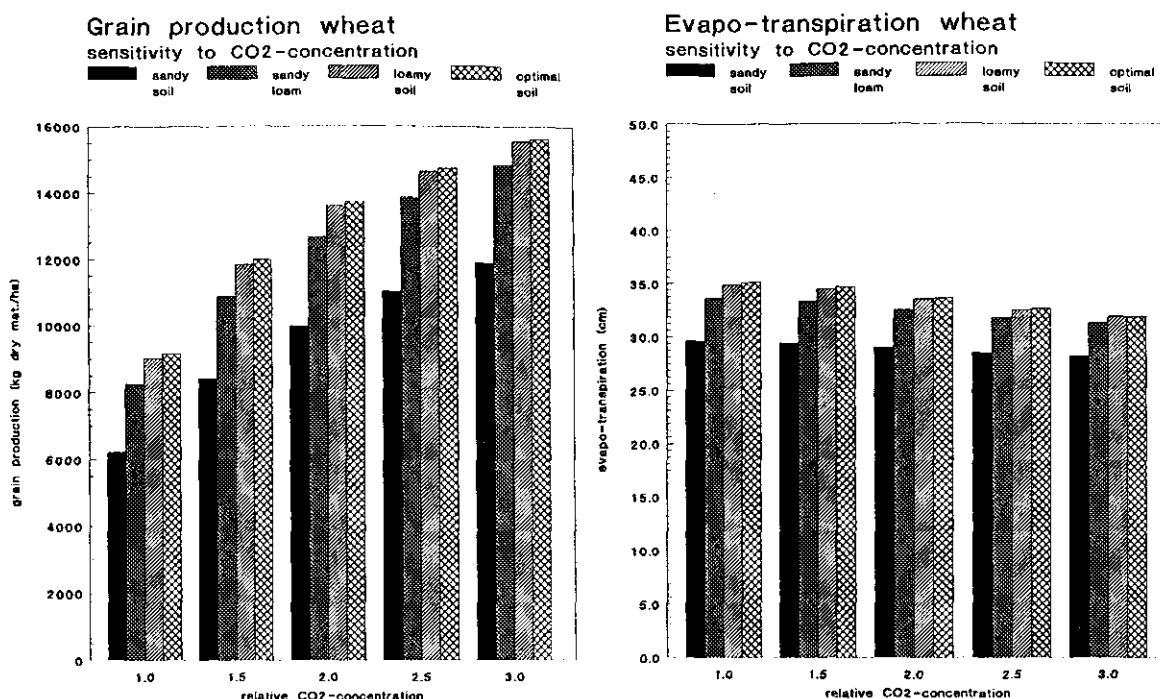 Grain production wheat
sensitivity to CO2-concentration
sandy soil
sandy loam
loamy soil
optimal soil
16000
14000
12000
10000
8000
6000
4000
2000
0
grain production (kg dry mat./ha)
1.0 1.5 2.0 2.5 3.0
relative CO2-concentration
Evapo-transpiration wheat
sensitivity to CO2-concentration
sandy soil
sandy loam
loamy soil
optimal soil
50.0
45.0
40.0
35.0
30.0
25.0
20.0
15.0
10.0
5.0
0.0
evapo-transpiration (cm)
1.0 1.5 2.0 2.5 3.0
relative CO2-concentration